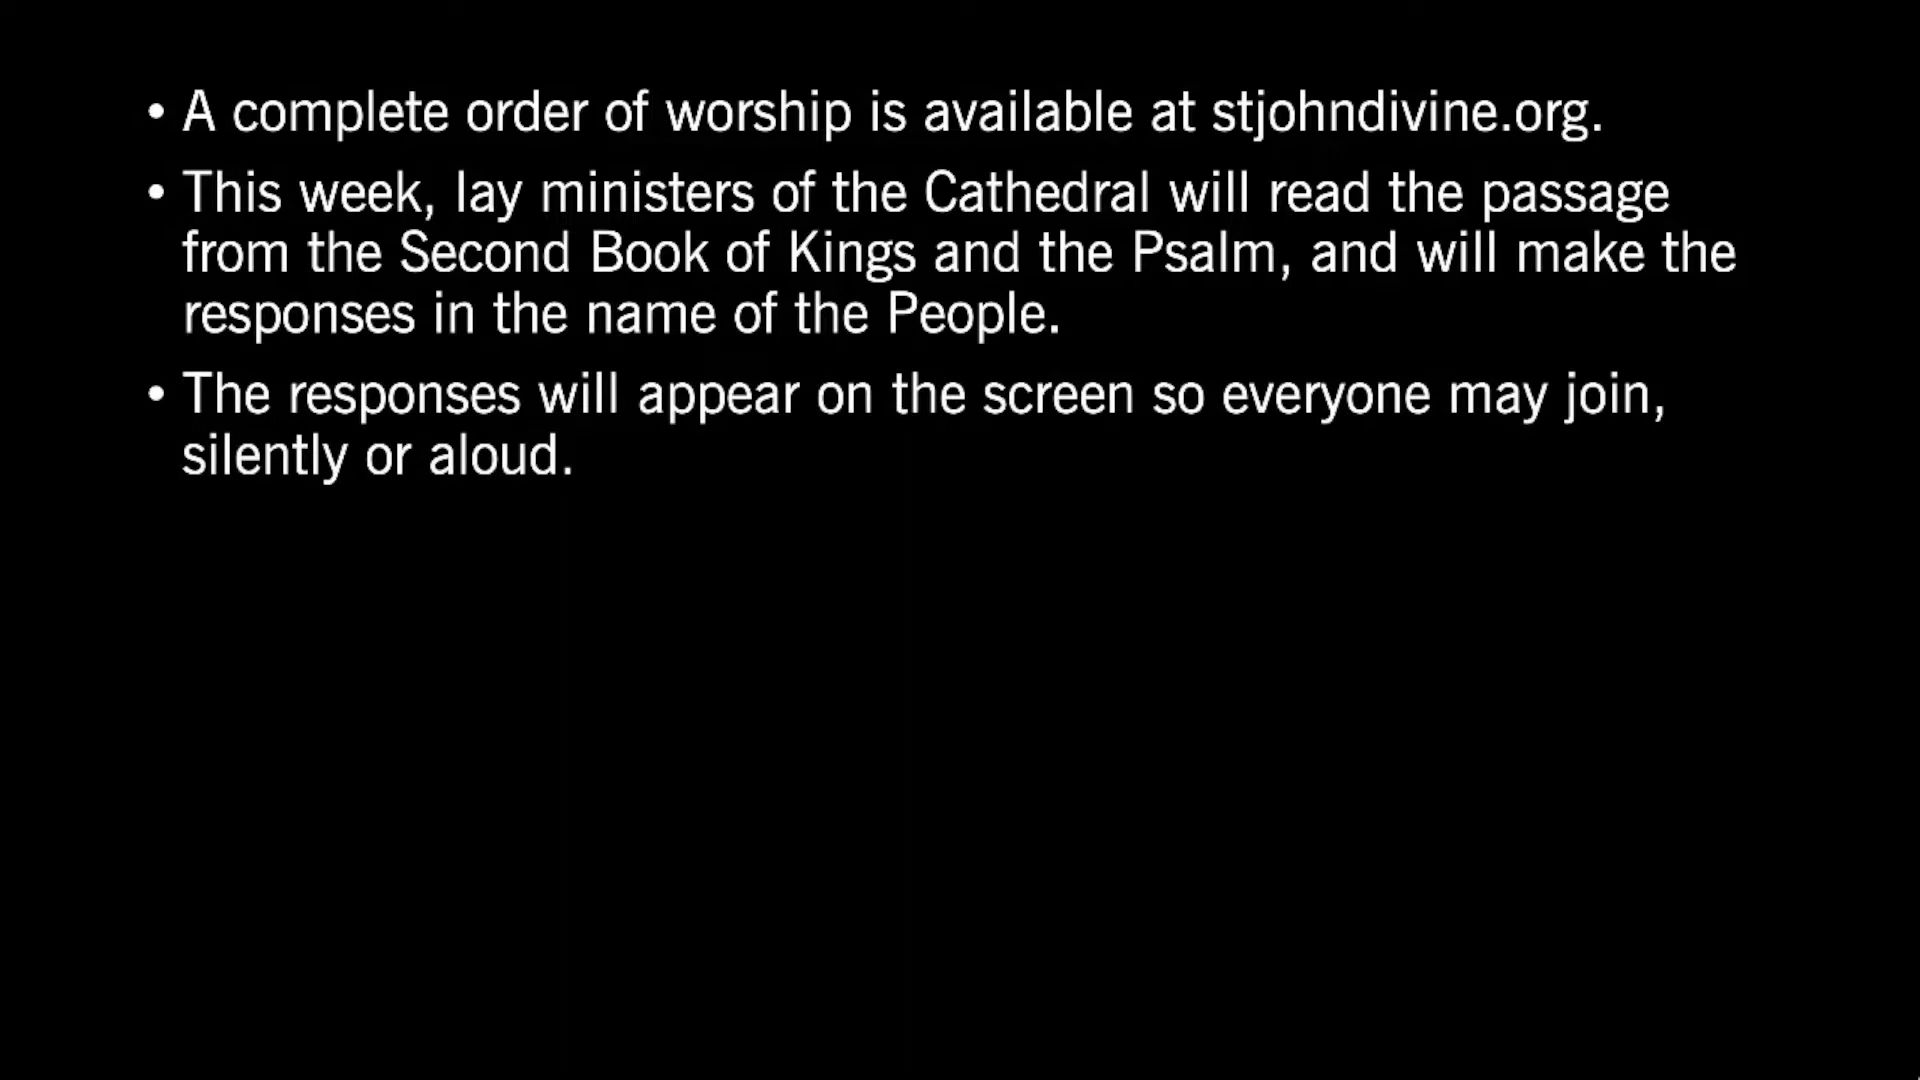 • A complete order of worship is available at stjohndivine.org.
• This week, lay ministers of the Cathedral will read the passage
from the Second Book of Kings and the Psalm, and will make the
responses in the name of the People.
• The responses will appear on the screen so everyone may join,
silently or aloud.